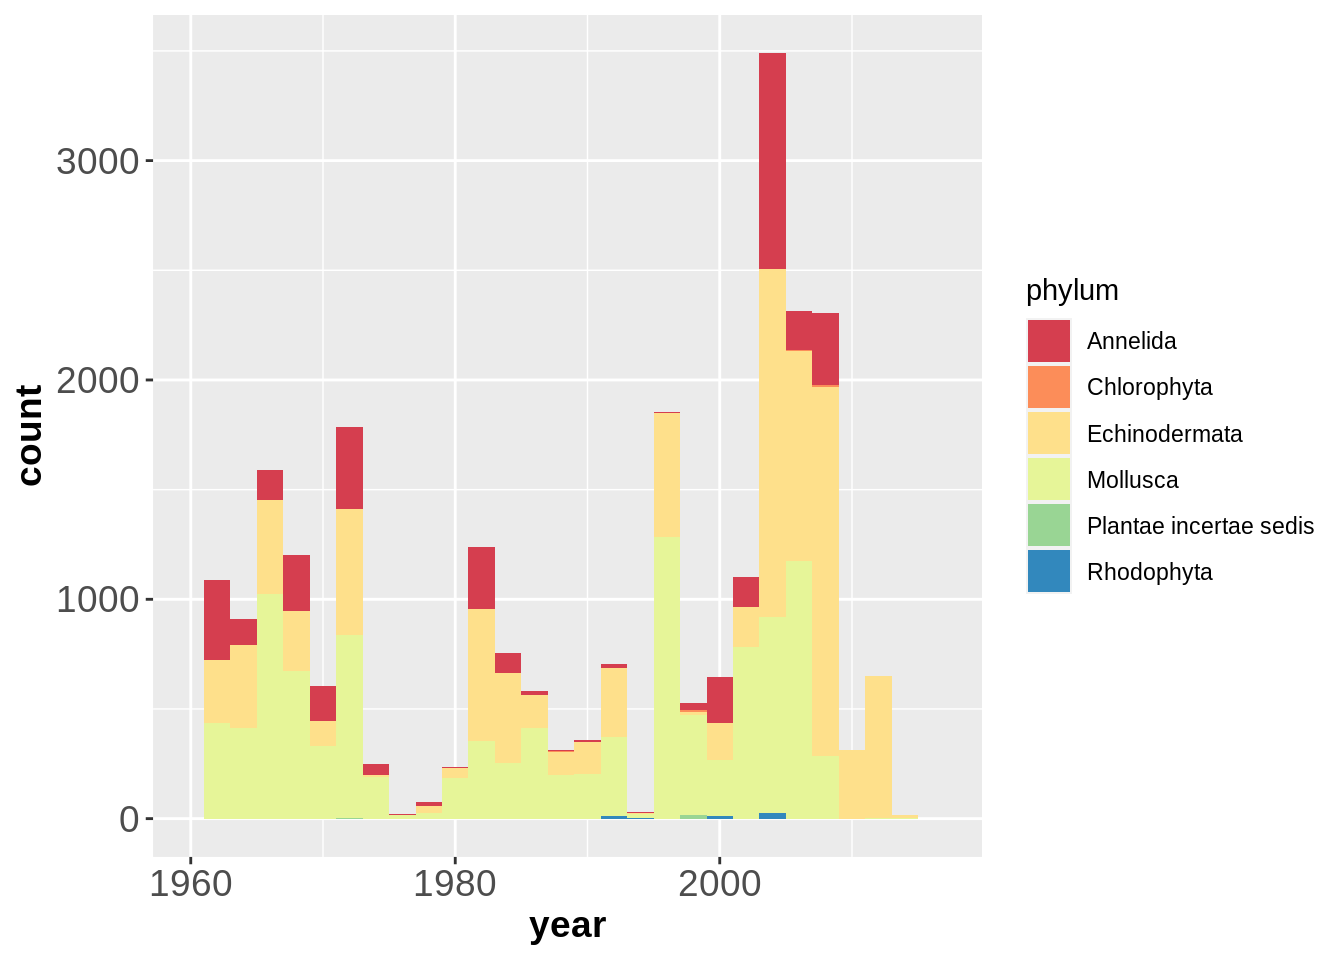 3000
2000
1000
0
count
1960
1980
2000
year
phylum
Annelida
Chlorophyta
Echinodermata
Mollusca
Plantae incertae sedis
Rhodophyta